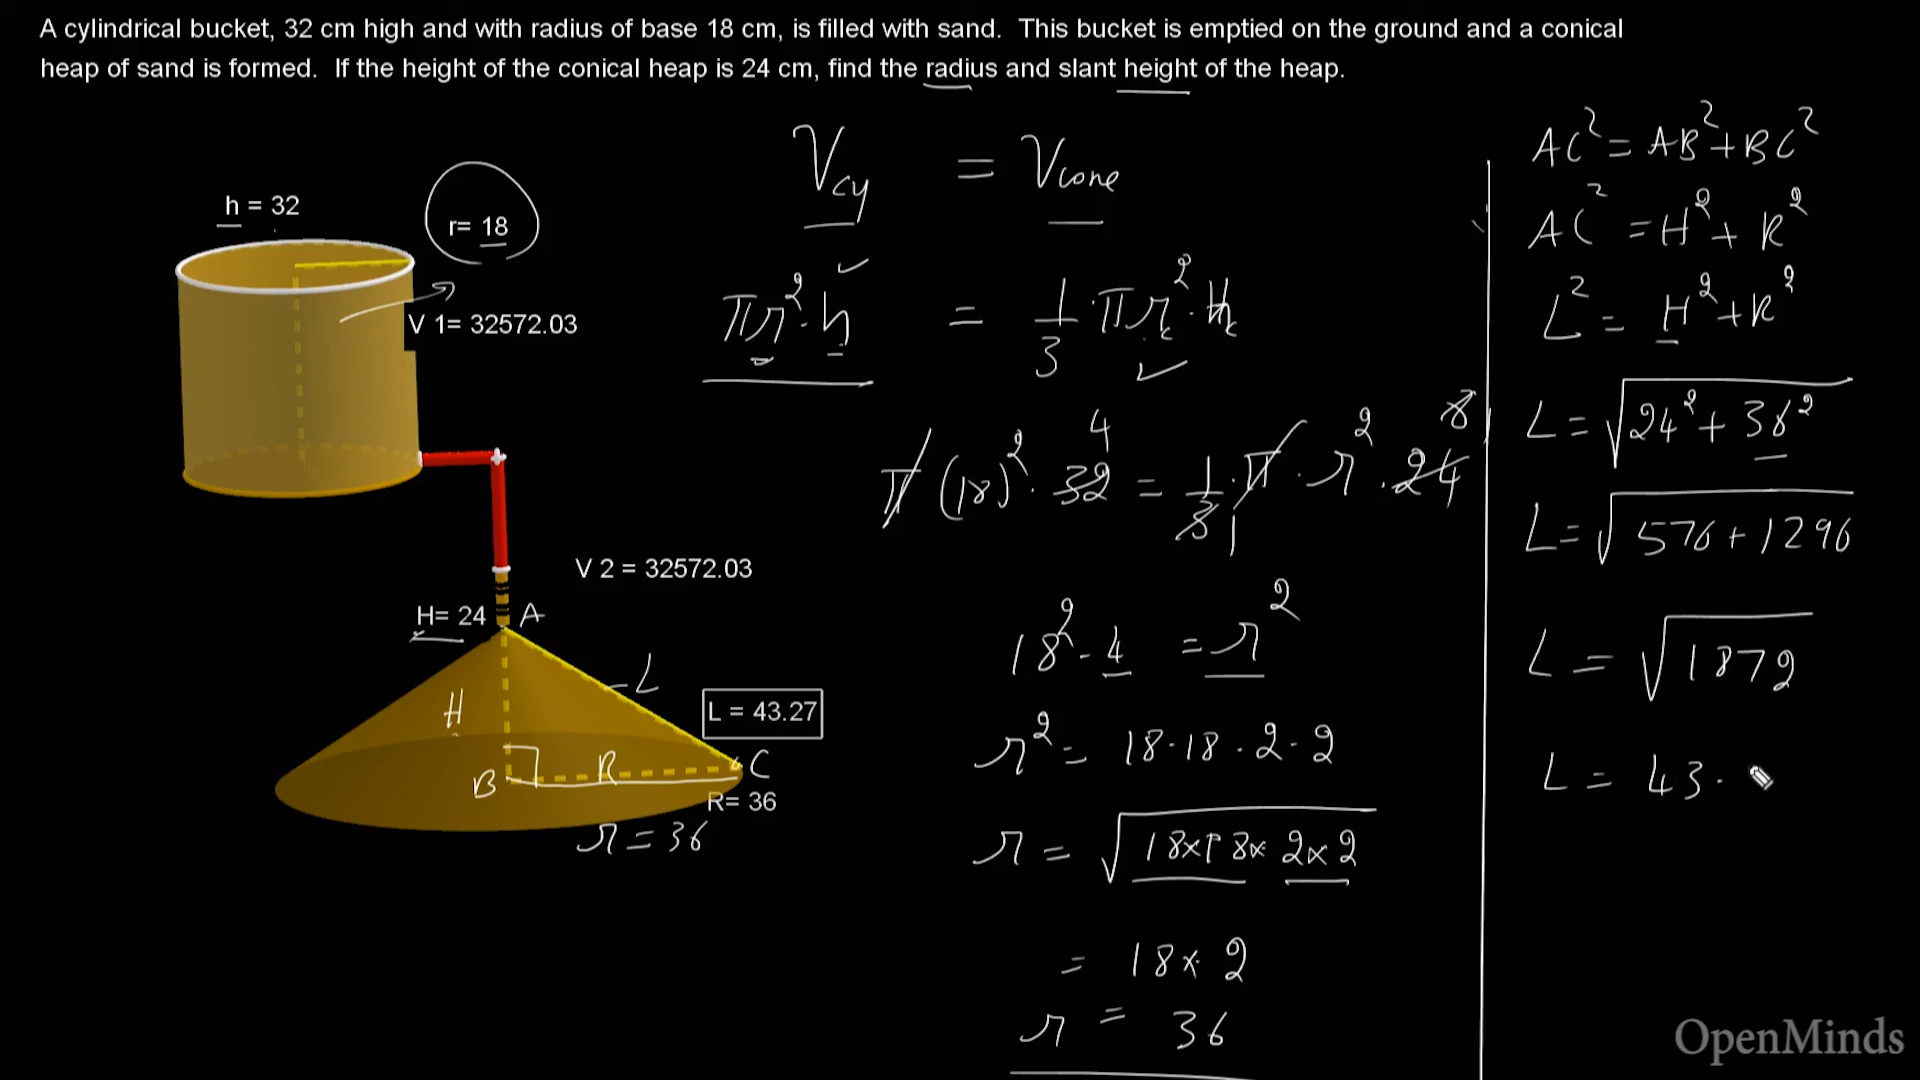 A cylindrical bucket, 32 cm high and with radius of base 18 cm, is filled with sand. This bucket is emptied on the ground and a conical
heap of sand is formed. If the height of the conical heap is 24 cm, find the radius and slant height of the heap.
h = 32
r= 18
V 1= 32572.03
V 2 = 32572.03
H= 24 A
L
H
L = 43.27
B R C
R= 36
r = 36
Vcy = Vcone
πr²·h = 1/3·πrc²·hc
4 8
π(18)²·32 = 1/3·π·r²·24
1
18²·4 = r²
r² = 18·18·2·2
r = √18×18×2×2
= 18×2
r = 36
AC² = AB²+BC²
AC² = H²+R²
L² = H²+R²
L = √24²+36²
L = √576+1296
L = √1872
L = 43.
OpenMinds